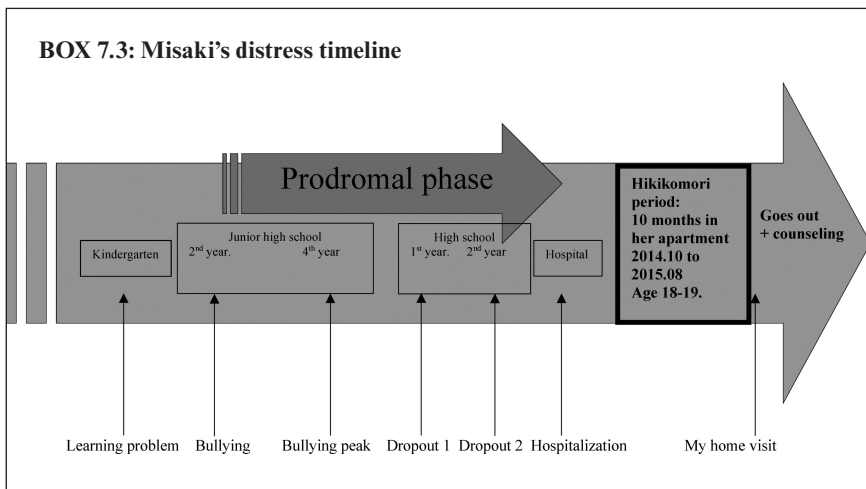 BOX 7.3: Misaki's distress timeline
Prodromal phase
Kindergarten
Junior high school
2nd year. 4th year
High school
1st year. 2nd year
Hospital
Hikikomori
period:
10 months in
her apartment
2014.10 to
2015.08
Age 18-19.
Goes out
+ counseling
Learning problem
Bullying
Bullying peak
Dropout 1
Dropout 2
Hospitalization
My home visit